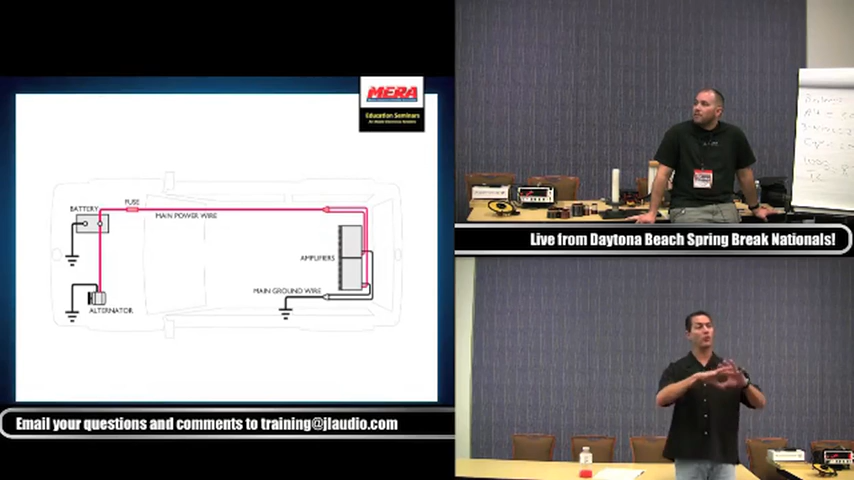 MERA
Education Seminars
BATTERY
FUSE
MAIN POWER WIRE
AMPLIFIERS
MAIN GROUND WIRE
ALTERNATOR
Email your questions and comments to training@jlaudio.com
Live from Daytona Beach Spring Break Nationals!